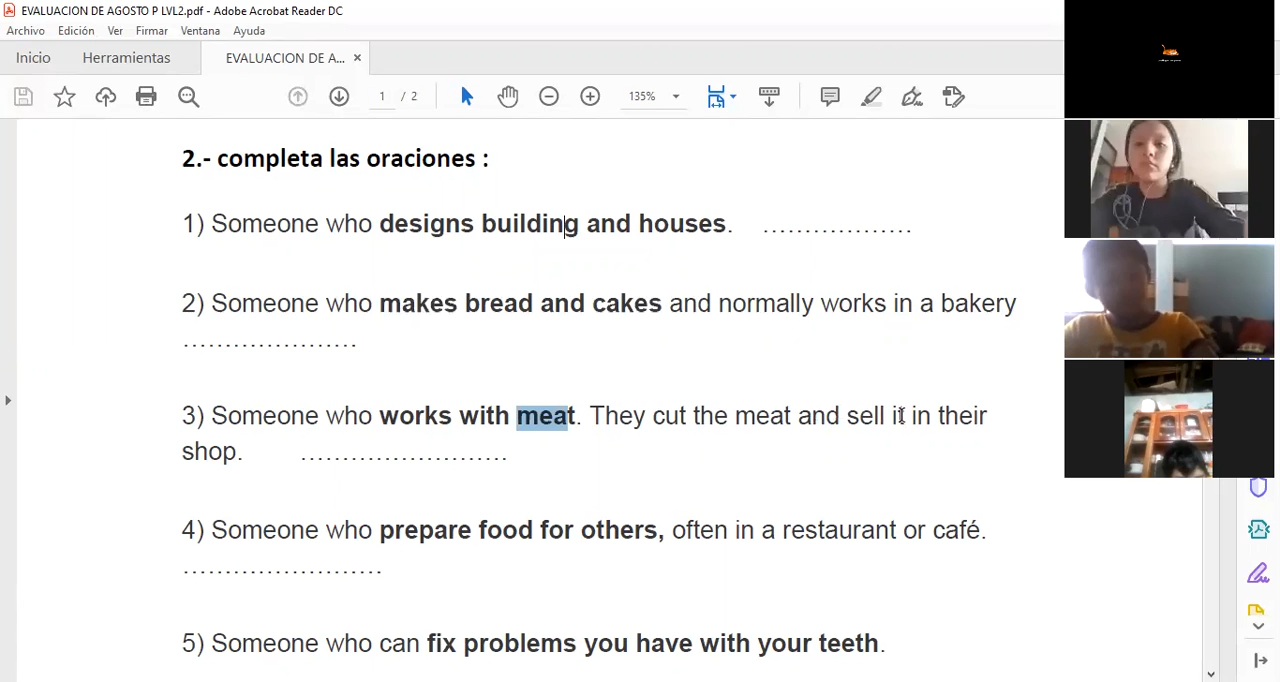 EVALUACION DE AGOSTO P LVL2.pdf - Adobe Acrobat Reader DC
Archivo Edición Ver Firmar Ventana Ayuda
Inicio Herramientas EVALUACION DE A... ×
1 / 2 135%
2.- completa las oraciones :
1) Someone who designs building and houses. ..................
2) Someone who makes bread and cakes and normally works in a bakery
.....................
3) Someone who works with meat. They cut the meat and sell it in their
shop. .........................
4) Someone who prepare food for others, often in a restaurant or café.
........................
5) Someone who can fix problems you have with your teeth.